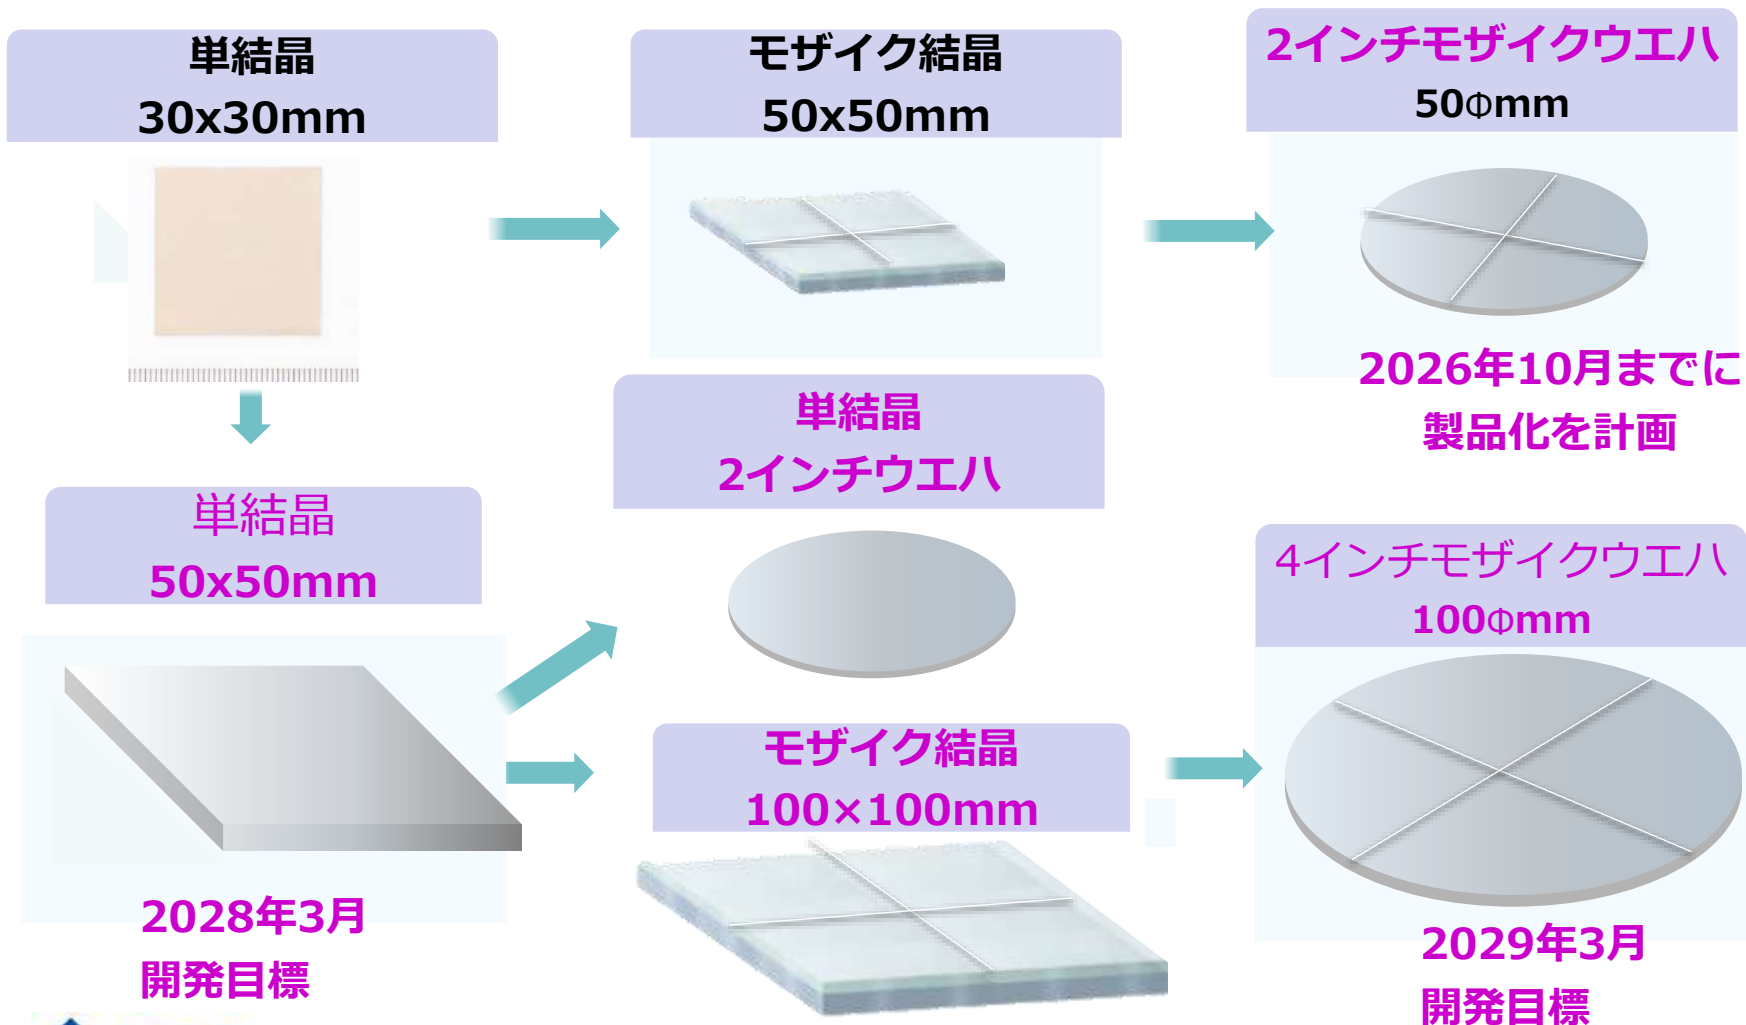 単結晶
30x30mm
モザイク結晶
50x50mm
2インチモザイクウエハ
50Φmm
2026年10月までに
製品化を計画
単結晶
50x50mm
2028年3月
開発目標
単結晶
2インチウエハ
モザイク結晶
100×100mm
4インチモザイクウエハ
100Φmm
2029年3月
開発目標